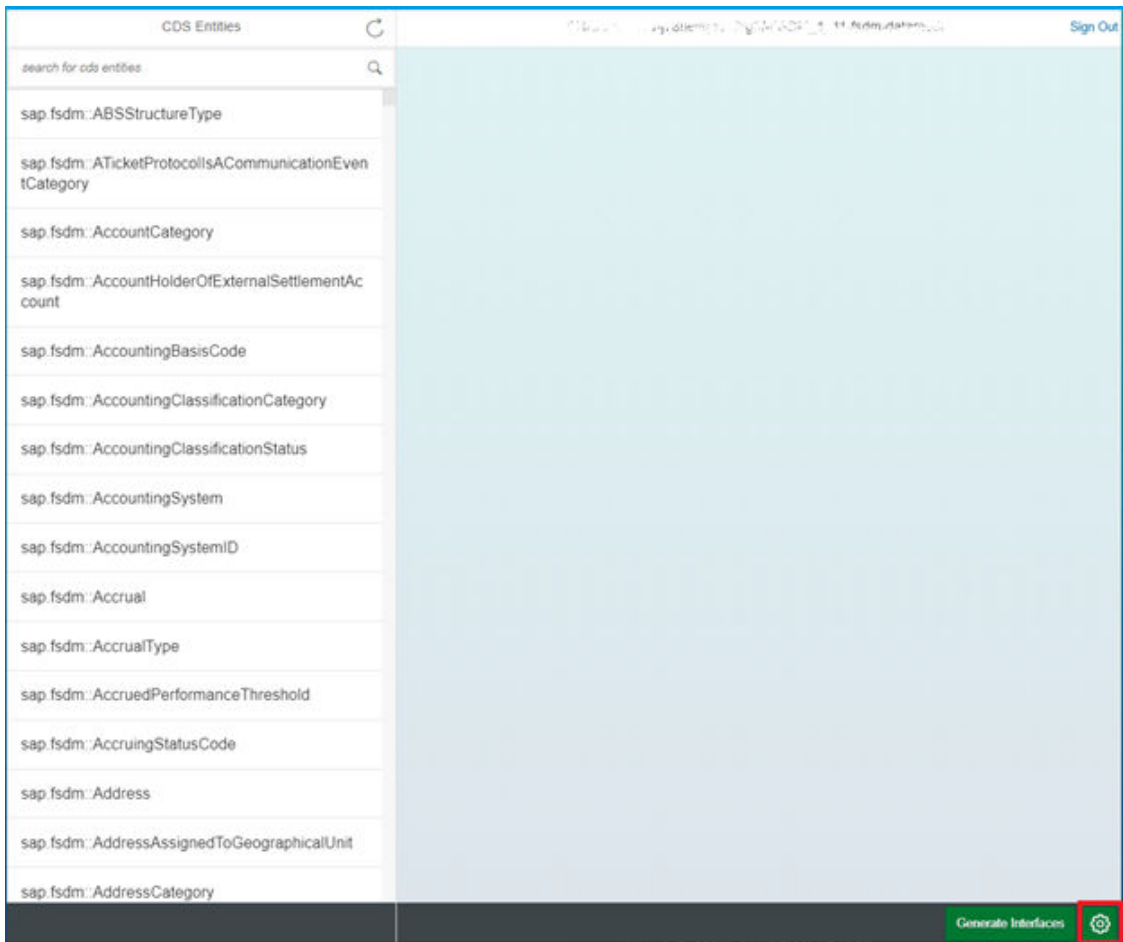 CDS Entities
Sign Out
search for cds entities
sap.fsdm::ABSStructureType
sap.fsdm::ATicketProtocolIsACommunicationEven
tCategory
sap.fsdm::AccountCategory
sap.fsdm::AccountHolderOfExternalSettlementAc
count
sap.fsdm::AccountingBasisCode
sap.fsdm::AccountingClassificationCategory
sap.fsdm::AccountingClassificationStatus
sap.fsdm::AccountingSystem
sap.fsdm::AccountingSystemID
sap.fsdm::Accrual
sap.fsdm::AccrualType
sap.fsdm::AccruedPerformanceThreshold
sap.fsdm::AccruingStatusCode
sap.fsdm::Address
sap.fsdm::AddressAssignedToGeographicalUnit
sap.fsdm::AddressCategory
Generate Interfaces